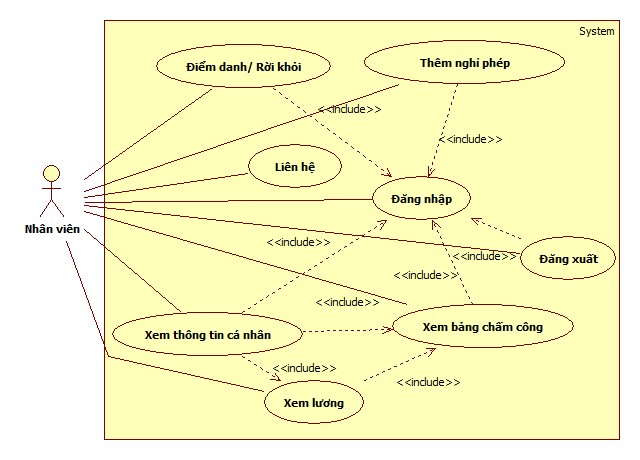 System
Điểm danh/ Rời khỏi
Thêm nghỉ phép
<<include>>
<<include>>
Liên hệ
Đăng nhập
Nhân viên
<<include>>
<<include>>
Đăng xuất
<<include>>
<<include>>
Xem thông tin cá nhân
Xem bảng chấm công
<<include>>
<<include>>
Xem lương